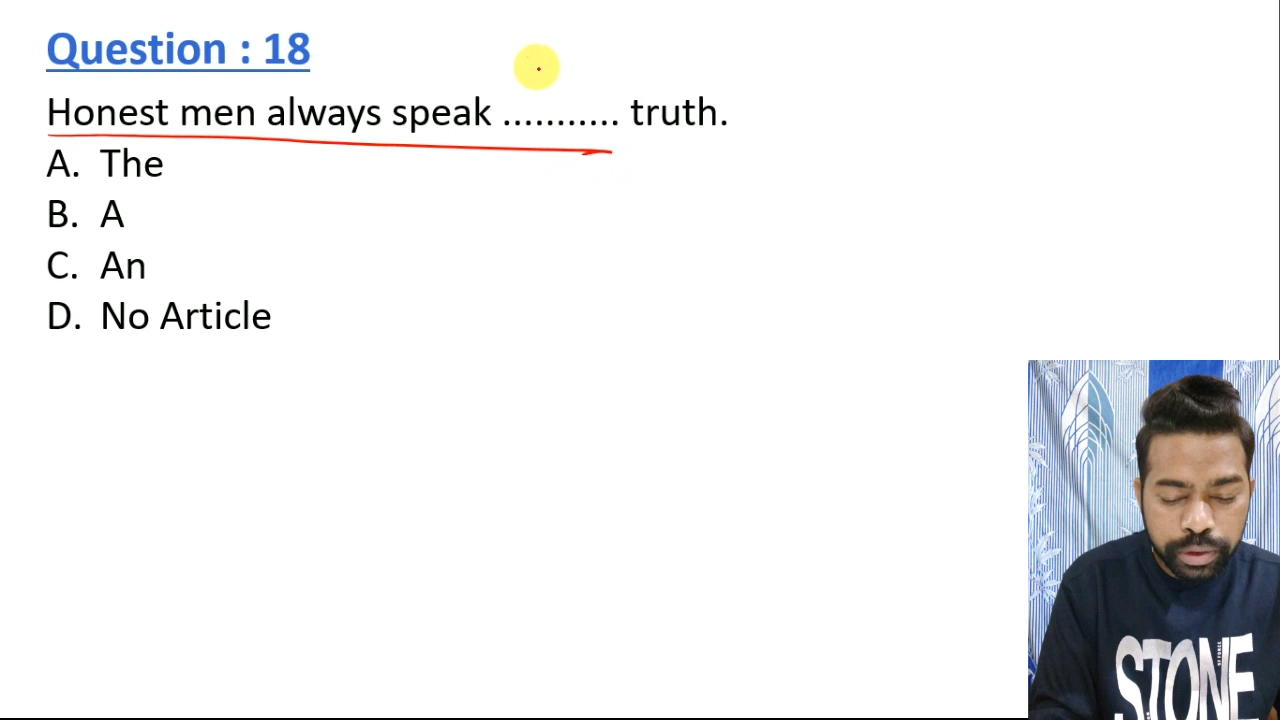 Question : 18
Honest men always speak ........... truth.
A. The
B. A
C. An
D. No Article
STONE